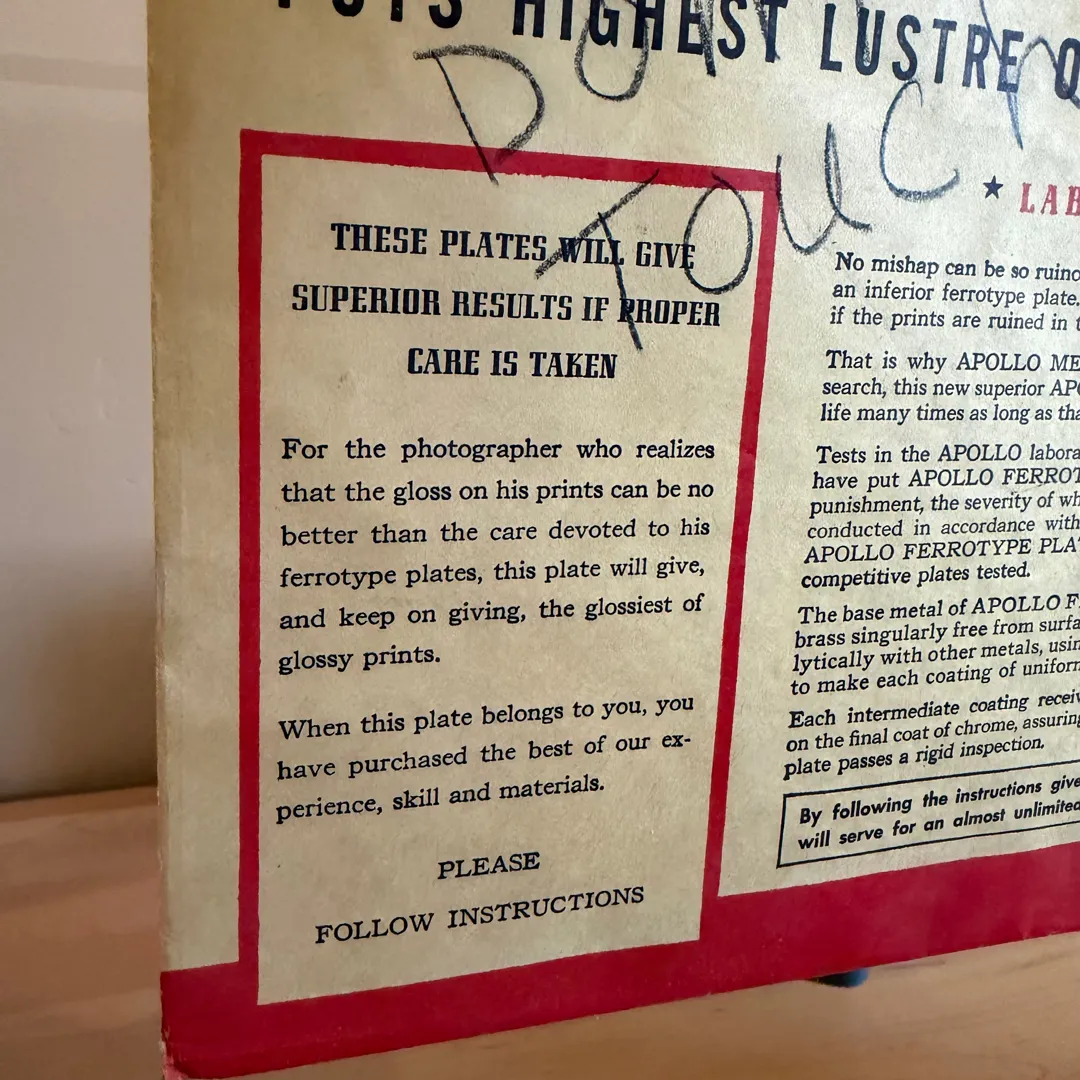 PUTS HIGHEST LUSTRE
DON'T
TOUCH
THESE PLATES WILL GIVE
SUPERIOR RESULTS IF PROPER
CARE IS TAKEN
For the photographer who realizes
that the gloss on his prints can be no
better than the care devoted to his
ferrotype plates, this plate will give,
and keep on giving, the glossiest of
glossy prints.
When this plate belongs to you, you
have purchased the best of our ex-
perience, skill and materials.
PLEASE
FOLLOW INSTRUCTIONS
★ LAB
No mishap can be so ruino
an inferior ferrotype plate.
if the prints are ruined in t
That is why APOLLO ME
search, this new superior APO
life many times as long as tha
Tests in the APOLLO labora
have put APOLLO FERROT
punishment, the severity of wh
conducted in accordance with
APOLLO FERROTYPE PLA
competitive plates tested.
The base metal of APOLLO F
brass singularly free from surfa
lytically with other metals, usin
to make each coating of uniform
Each intermediate coating receiv
on the final coat of chrome, assuring
plate passes a rigid inspection.
By following the instructions give
will serve for an almost unlimited